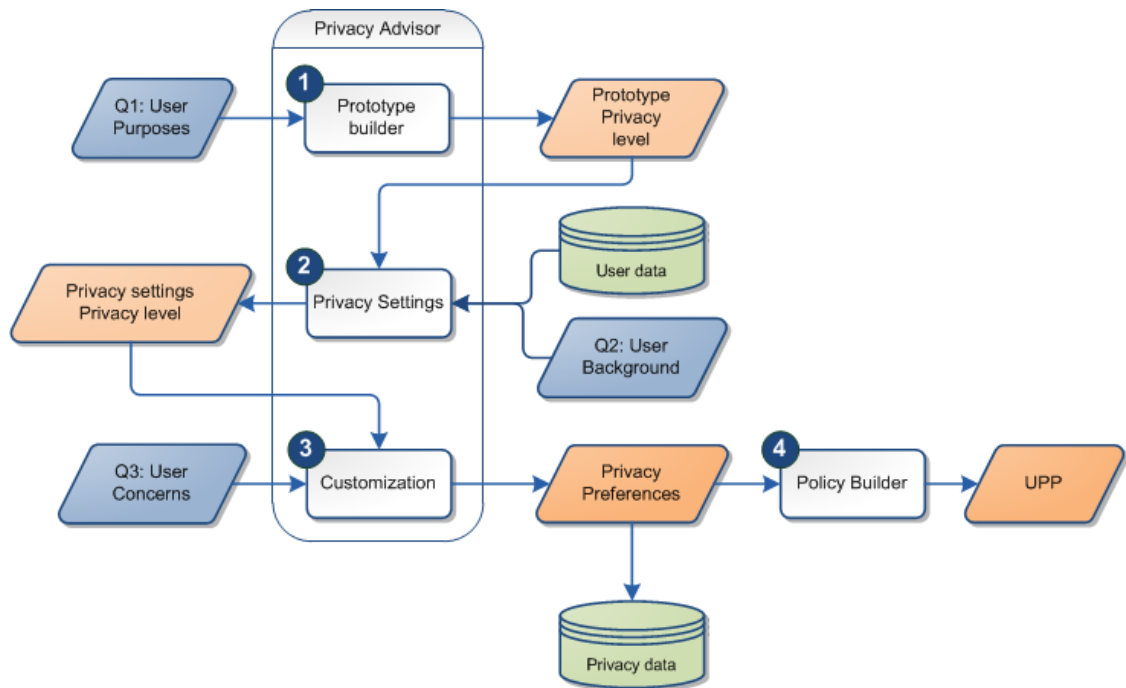 Privacy Advisor
1
Q1: User
Purposes
Prototype
builder
Prototype
Privacy
level
2
User data
Privacy settings
Privacy level
Privacy Settings
Q2: User
Background
3
4
Q3: User
Concerns
Customization
Privacy
Preferences
Policy Builder
UPP
Privacy data